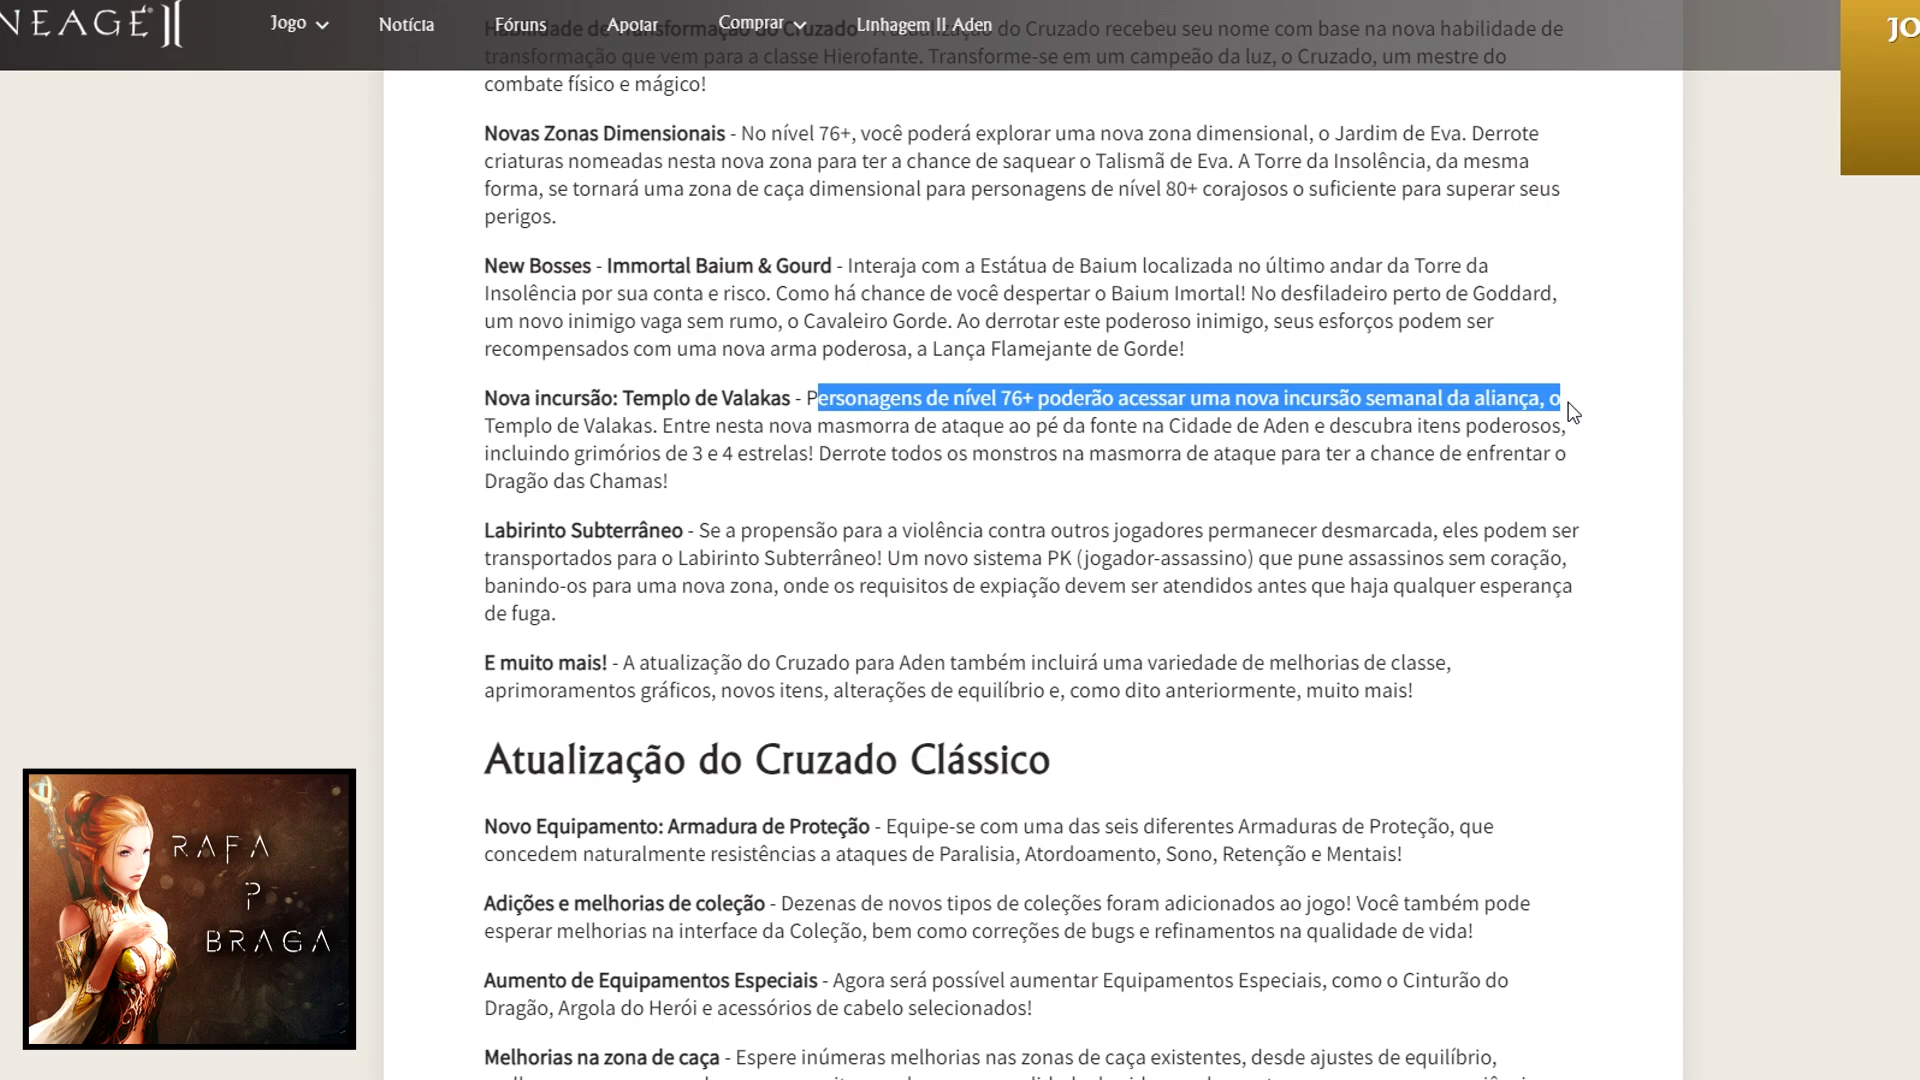 NEAGE II
Jogo
Notícia
Fóruns
Apoiar
Comprar
Linhagem II Aden
JO
Habilidade de Transformação do Cruzado - A atualização do Cruzado recebeu seu nome com base na nova habilidade de
transformação que vem para a classe Hierofante. Transforme-se em um campeão da luz, o Cruzado, um mestre do
combate físico e mágico!
Novas Zonas Dimensionais - No nível 76+, você poderá explorar uma nova zona dimensional, o Jardim de Eva. Derrote
criaturas nomeadas nesta nova zona para ter a chance de saquear o Talismã de Eva. A Torre da Insolência, da mesma
forma, se tornará uma zona de caça dimensional para personagens de nível 80+ corajosos o suficiente para superar seus
perigos.
New Bosses - Immortal Baium & Gourd - Interaja com a Estátua de Baium localizada no último andar da Torre da
Insolência por sua conta e risco. Como há chance de você despertar o Baium Imortal! No desfiladeiro perto de Goddard,
um novo inimigo vaga sem rumo, o Cavaleiro Gorde. Ao derrotar este poderoso inimigo, seus esforços podem ser
recompensados com uma nova arma poderosa, a Lança Flamejante de Gorde!
Nova incursão: Templo de Valakas - Personagens de nível 76+ poderão acessar uma nova incursão semanal da aliança, o
Templo de Valakas. Entre nesta nova masmorra de ataque ao pé da fonte na Cidade de Aden e descubra itens poderosos,
incluindo grimórios de 3 e 4 estrelas! Derrote todos os monstros na masmorra de ataque para ter a chance de enfrentar o
Dragão das Chamas!
Labirinto Subterrâneo - Se a propensão para a violência contra outros jogadores permanecer desmarcada, eles podem ser
transportados para o Labirinto Subterrâneo! Um novo sistema PK (jogador-assassino) que pune assassinos sem coração,
banindo-os para uma nova zona, onde os requisitos de expiação devem ser atendidos antes que haja qualquer esperança
de fuga.
E muito mais! - A atualização do Cruzado para Aden também incluirá uma variedade de melhorias de classe,
aprimoramentos gráficos, novos itens, alterações de equilíbrio e, como dito anteriormente, muito mais!
Atualização do Cruzado Clássico
Novo Equipamento: Armadura de Proteção - Equipe-se com uma das seis diferentes Armaduras de Proteção, que
concedem naturalmente resistências a ataques de Paralisia, Atordoamento, Sono, Retenção e Mentais!
Adições e melhorias de coleção - Dezenas de novos tipos de coleções foram adicionados ao jogo! Você também pode
esperar melhorias na interface da Coleção, bem como correções de bugs e refinamentos na qualidade de vida!
Aumento de Equipamentos Especiais - Agora será possível aumentar Equipamentos Especiais, como o Cinturão do
Dragão, Argola do Herói e acessórios de cabelo selecionados!
Melhorias na zona de caça - Espere inúmeras melhorias nas zonas de caça existentes, desde ajustes de equilíbrio,
RAFA
P
BRAGA